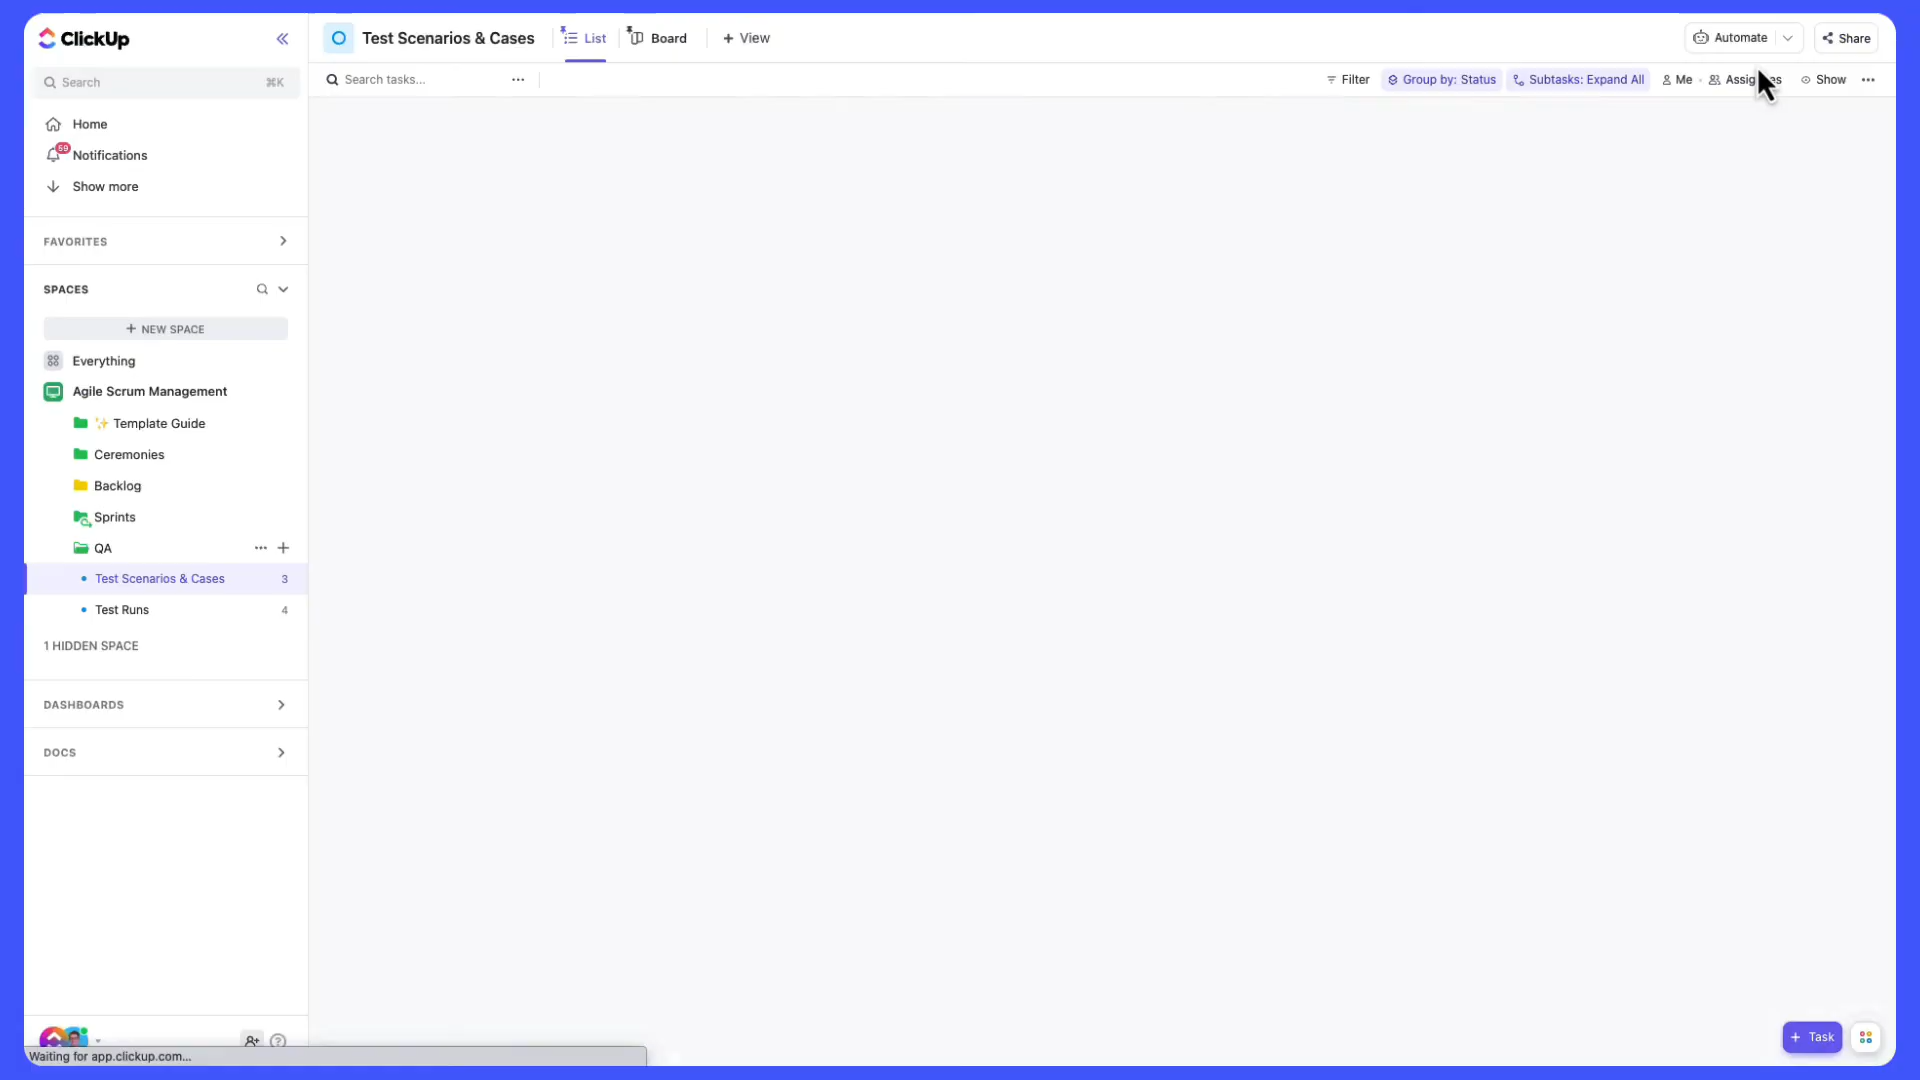 ClickUp
Search
⌘K
Home
59
Notifications
Show more
FAVORITES
SPACES
+ NEW SPACE
Everything
Agile Scrum Management
✨ Template Guide
Ceremonies
Backlog
Sprints
QA
Test Scenarios & Cases 3
Test Runs 4
1 HIDDEN SPACE
DASHBOARDS
DOCS
Waiting for app.clickup.com...
Test Scenarios & Cases
List
Board
+ View
Automate
Share
Search tasks...
Filter
Group by: Status
Subtasks: Expand All
Me
Show
+ Task